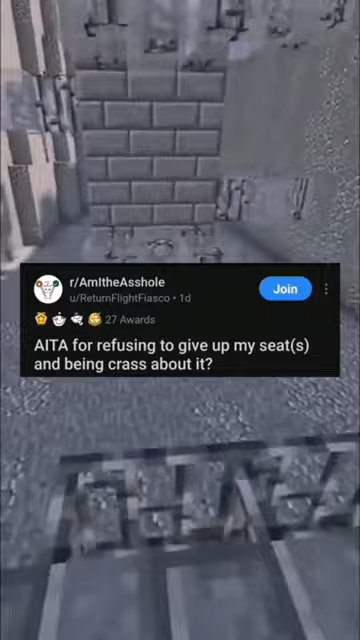 r/AmItheAsshole
u/ReturnFlightFiasco • 1d
Join
27 Awards
AITA for refusing to give up my seat(s)
and being crass about it?